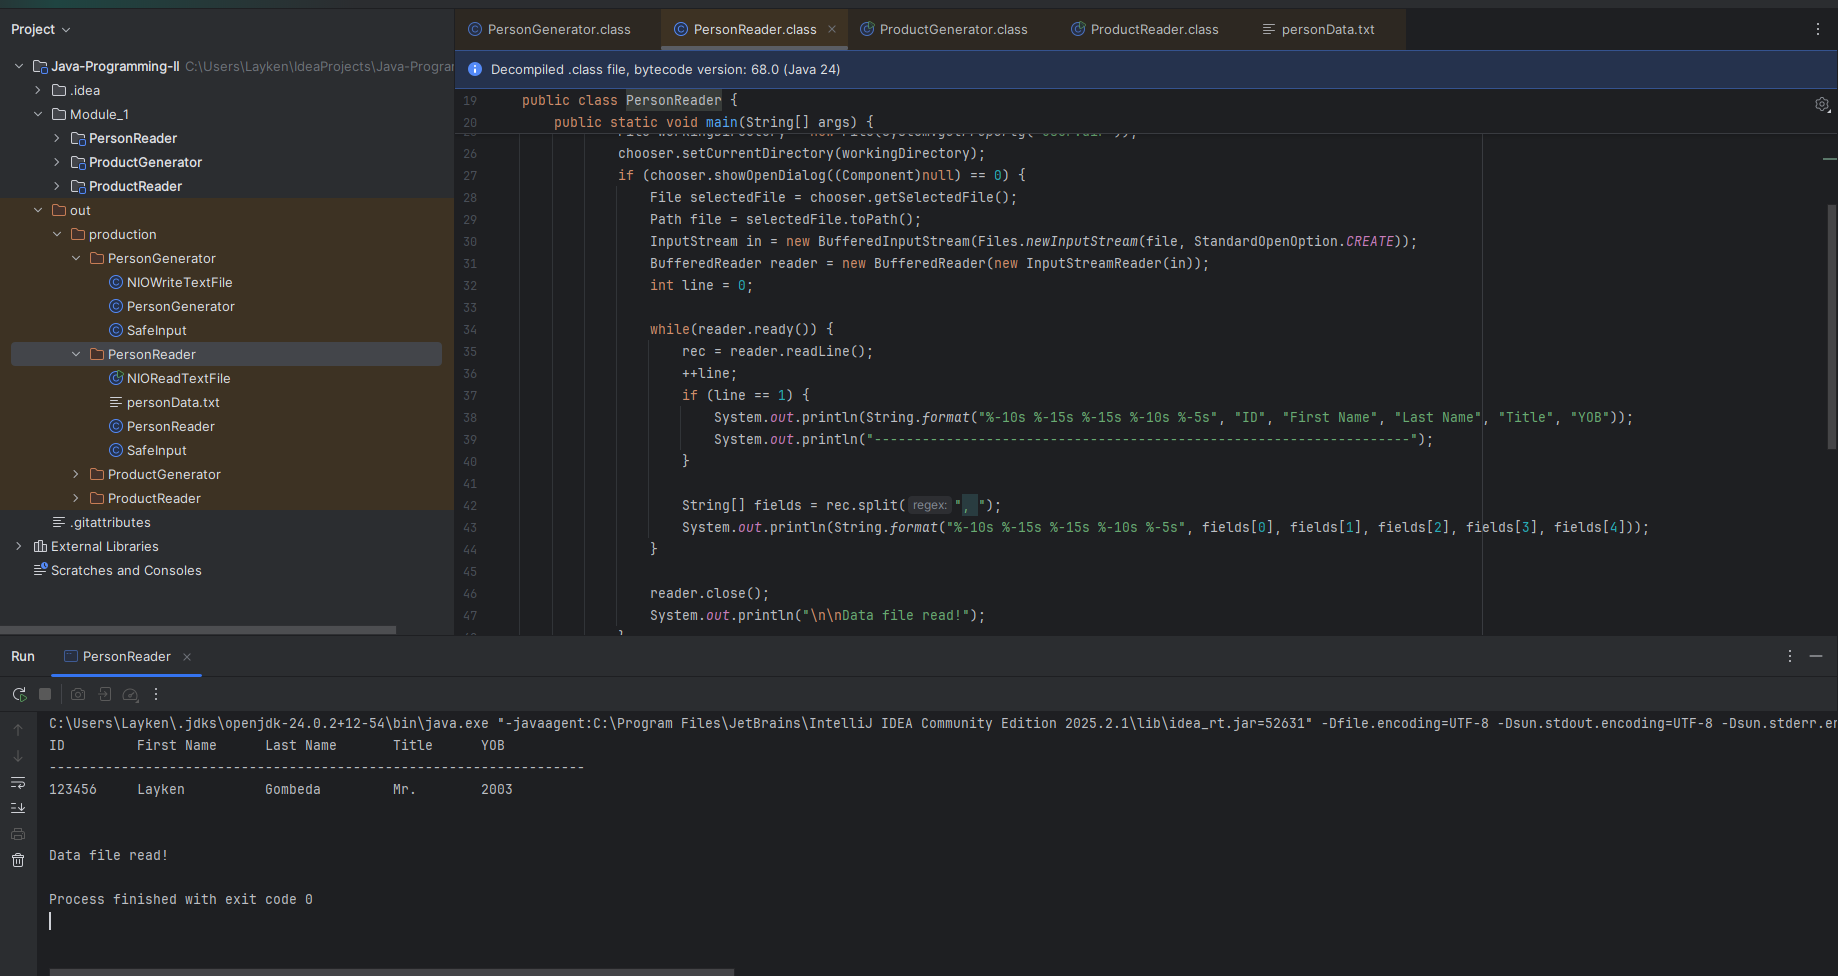 Project
Java-Programming-II C:\Users\Layken\IdeaProjects\Java-Progra
.idea
Module_1
PersonReader
ProductGenerator
ProductReader
out
production
PersonGenerator
NIOWriteTextFile
PersonGenerator
SafeInput
PersonReader
NIOReadTextFile
personData.txt
PersonReader
SafeInput
ProductGenerator
ProductReader
.gitattributes
External Libraries
Scratches and Consoles
PersonGenerator.class PersonReader.class ProductGenerator.class ProductReader.class personData.txt
Decompiled .class file, bytecode version: 68.0 (Java 24)
19 public class PersonReader {
20 public static void main(String[] args) {
26 chooser.setCurrentDirectory(workingDirectory);
27 if (chooser.showOpenDialog((Component)null) == 0) {
28 File selectedFile = chooser.getSelectedFile();
29 Path file = selectedFile.toPath();
30 InputStream in = new BufferedInputStream(Files.newInputStream(file, StandardOpenOption.CREATE));
31 BufferedReader reader = new BufferedReader(new InputStreamReader(in));
32 int line = 0;
33
34 while(reader.ready()) {
35 rec = reader.readLine();
36 ++line;
37 if (line == 1) {
38 System.out.println(String.format("%-10s %-15s %-15s %-10s %-5s", "ID", "First Name", "Last Name", "Title", "YOB"));
39 System.out.println("-------------------------------------------------------------------");
40 }
41
42 String[] fields = rec.split( regex: ", ");
43 System.out.println(String.format("%-10s %-15s %-15s %-10s %-5s", fields[0], fields[1], fields[2], fields[3], fields[4]));
44 }
45
46 reader.close();
47 System.out.println("\n\nData file read!");
Run PersonReader
C:\Users\Layken\.jdks\openjdk-24.0.2+12-54\bin\java.exe "-javaagent:C:\Program Files\JetBrains\IntelliJ IDEA Community Edition 2025.2.1\lib\idea_rt.jar=52631" -Dfile.encoding=UTF-8 -Dsun.stdout.encoding=UTF-8 -Dsun.stderr.en
ID First Name Last Name Title YOB
-------------------------------------------------------------------
123456 Layken Gombeda Mr. 2003
Data file read!
Process finished with exit code 0